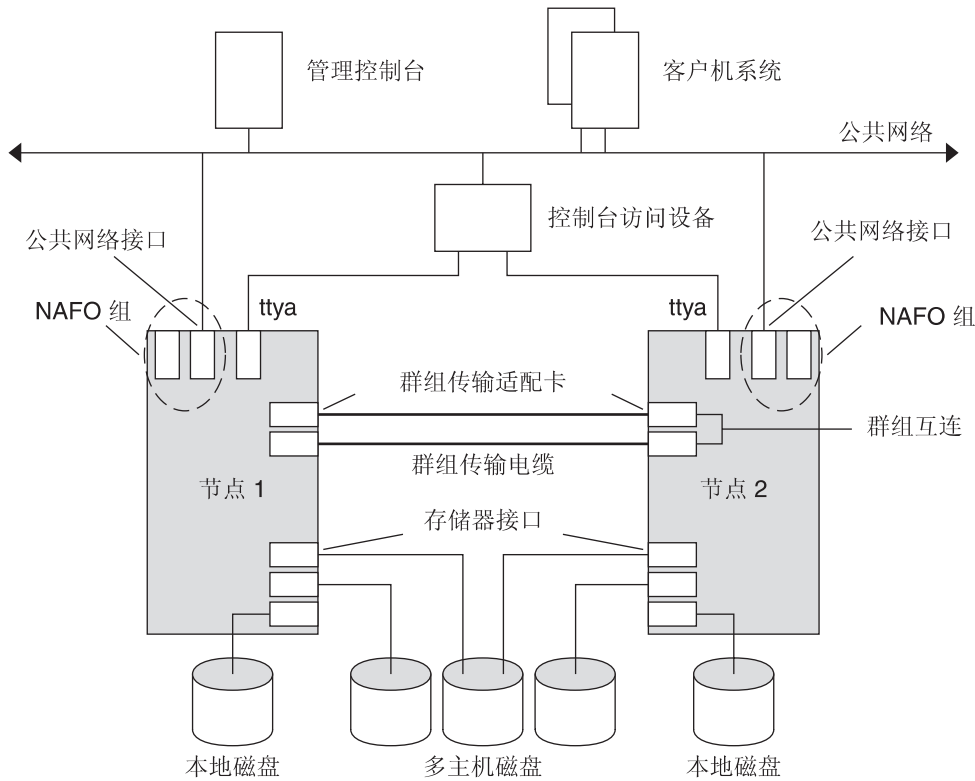 管理控制台
客户机系统
公共网络
控制台访问设备
公共网络接口
公共网络接口
NAFO 组
ttya
ttya
NAFO 组
群组传输适配卡
群组互连
群组传输电缆
节点 1
节点 2
存储器接口
本地磁盘
多主机磁盘
本地磁盘